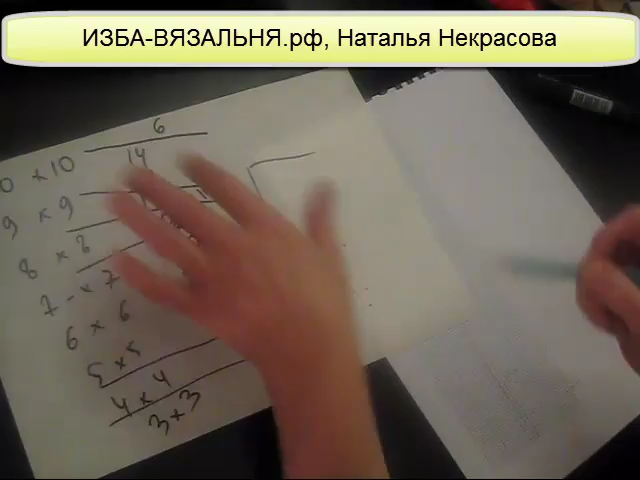 ИЗБА-ВЯЗАЛЬНЯ.рф, Наталья Некрасова
6
10 x 10
14
9 x 9
8 x 8
7 - x 7
6 x 6
5 x 5
4 x 4
3 x 3